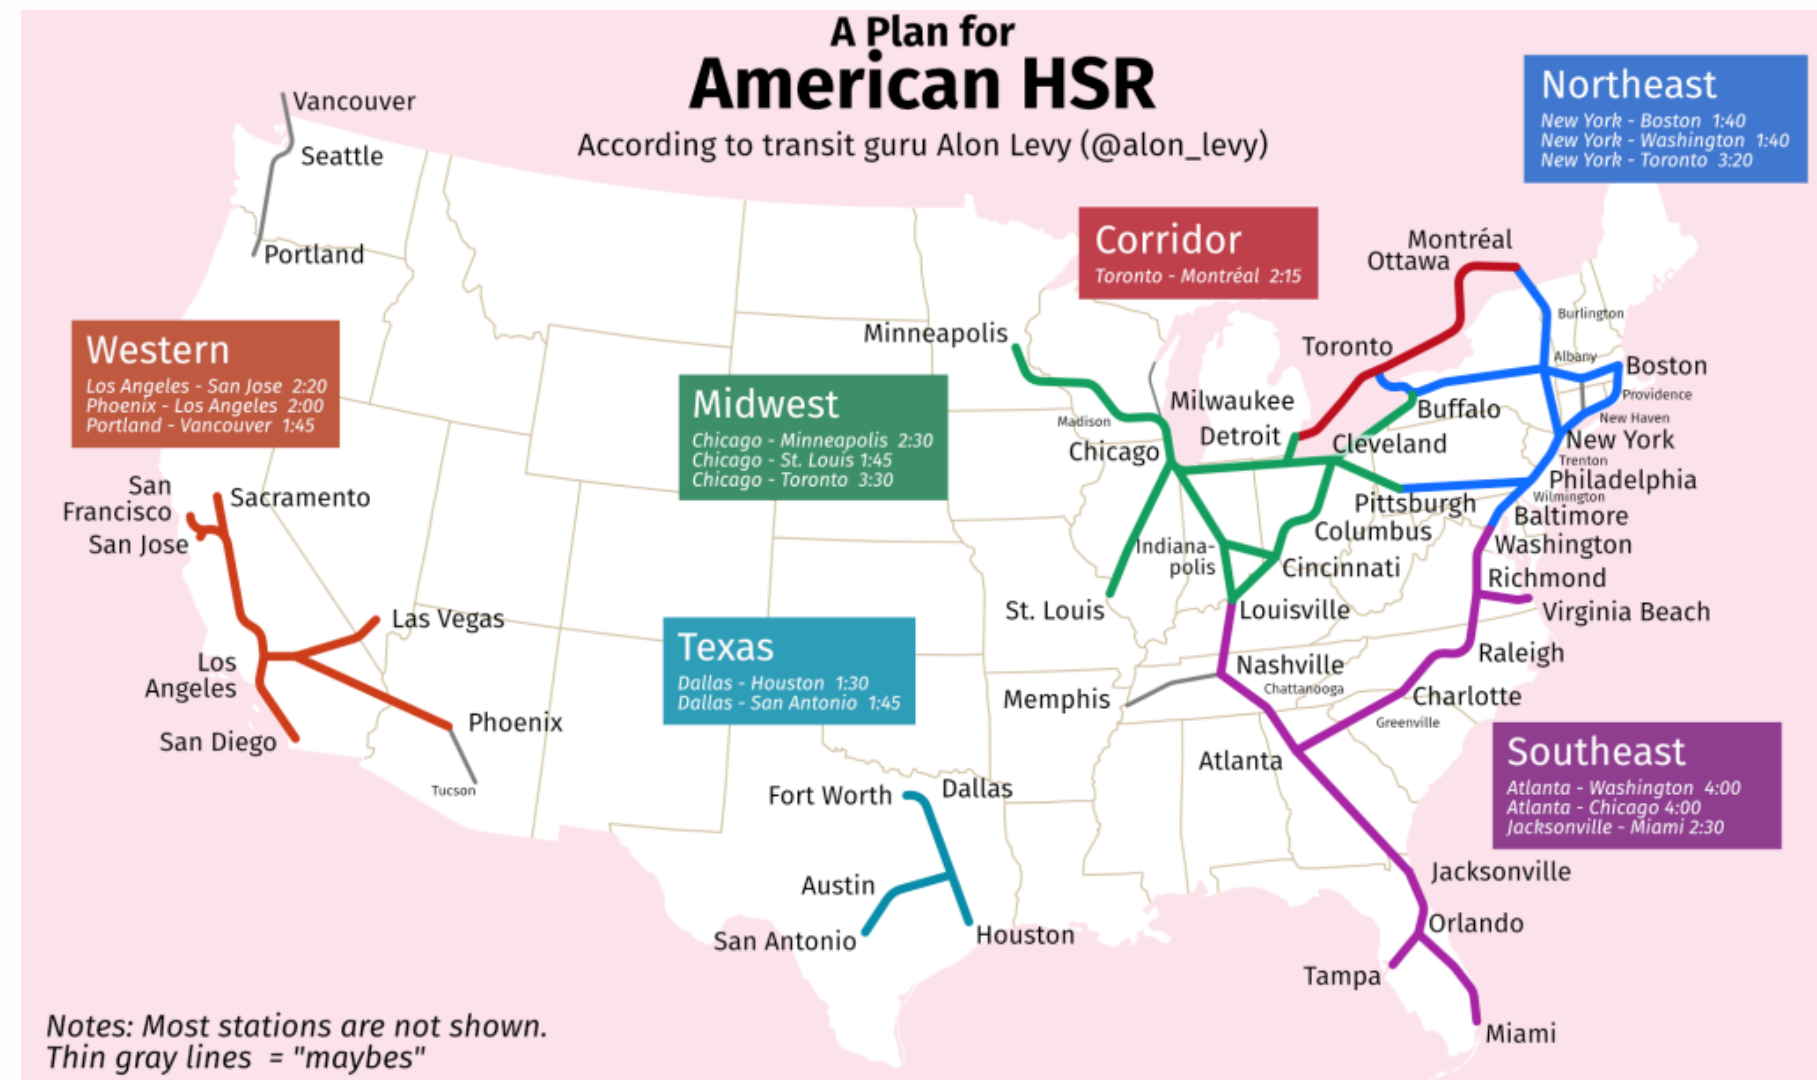 A Plan for
American HSR
According to transit guru Alon Levy (@alon_levy)
Northeast
New York - Boston 1:40
New York - Washington 1:40
New York - Toronto 3:20
Corridor
Toronto - Montréal 2:15
Western
Los Angeles - San Jose 2:20
Phoenix - Los Angeles 2:00
Portland - Vancouver 1:45
Midwest
Chicago - Minneapolis 2:30
Chicago - St. Louis 1:45
Chicago - Toronto 3:30
Texas
Dallas - Houston 1:30
Dallas - San Antonio 1:45
Southeast
Atlanta - Washington 4:00
Atlanta - Chicago 4:00
Jacksonville - Miami 2:30
Vancouver
Seattle
Portland
San
Francisco
San Jose
Sacramento
Las Vegas
Los
Angeles
San Diego
Phoenix
Tucson
Fort Worth
Dallas
Austin
San Antonio
Houston
Minneapolis
Madison
Milwaukee
Chicago
Detroit
Cleveland
St. Louis
Indiana-
polis
Columbus
Cincinnati
Louisville
Pittsburgh
Nashville
Memphis
Chattanooga
Atlanta
Greenville
Charlotte
Raleigh
Richmond
Virginia Beach
Jacksonville
Orlando
Tampa
Miami
Montréal
Ottawa
Toronto
Buffalo
Burlington
Albany
Boston
Providence
New Haven
New York
Trenton
Philadelphia
Wilmington
Baltimore
Washington
Notes: Most stations are not shown.
Thin gray lines = "maybes"